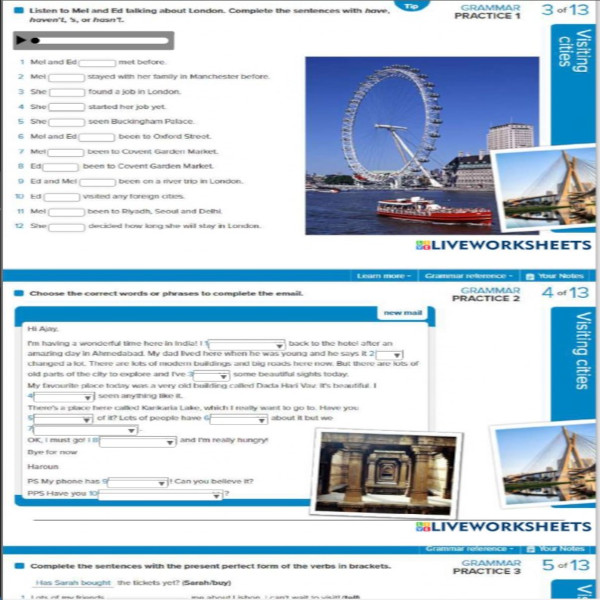 Listen to Mel and Ed talking about London. Complete the sentences with have,
haven't, 's, or hasn't.
Tip
GRAMMAR
PRACTICE 1
3 of 13
Visiting
cities
1 Mel and Ed met before.
2 Mel stayed with her family in Manchester before.
3 She found a job in London.
4 She started her job yet.
5 She seen Buckingham Palace.
6 Mel and Ed been to Oxford Street.
7 Mel been to Covent Garden Market.
8 Ed been to Covent Garden Market.
9 Ed and Mel been on a river trip in London.
10 Ed visited any foreign cities.
11 Mel been to Riyadh, Seoul and Delhi.
12 She decided how long she will stay in London.
LIVEWORKSHEETS
Learn more
Grammar reference
Your Notes
Choose the correct words or phrases to complete the email.
GRAMMAR
PRACTICE 2
4 of 13
Visiting cities
new mail
Hi Ajay,
I'm having a wonderful time here in India! I 1 back to the hotel after an
amazing day in Ahmedabad. My dad lived here when he was young and he says it 2
changed a lot. There are lots of modern buildings and big roads here now. But there are lots of
old parts of the city to explore and I've 3 some beautiful sights today.
My favourite place today was a very old building called Dada Hari Vav. It's beautiful. I
4 seen anything like it.
There's a place here called Kankaria Lake, which I really want to go to. Have you
5 of it? Lots of people have 6 about it but we
7 .
OK, I must go! I 8 and I'm really hungry!
Bye for now
Haroun
PS My phone has 9 ! Can you believe it?
PPS Have you 10 ?
LIVEWORKSHEETS
Grammar reference
Your Notes
Complete the sentences with the present perfect form of the verbs in brackets.
GRAMMAR
PRACTICE 3
5 of 13
Has Sarah bought the tickets yet? (Sarah/buy)